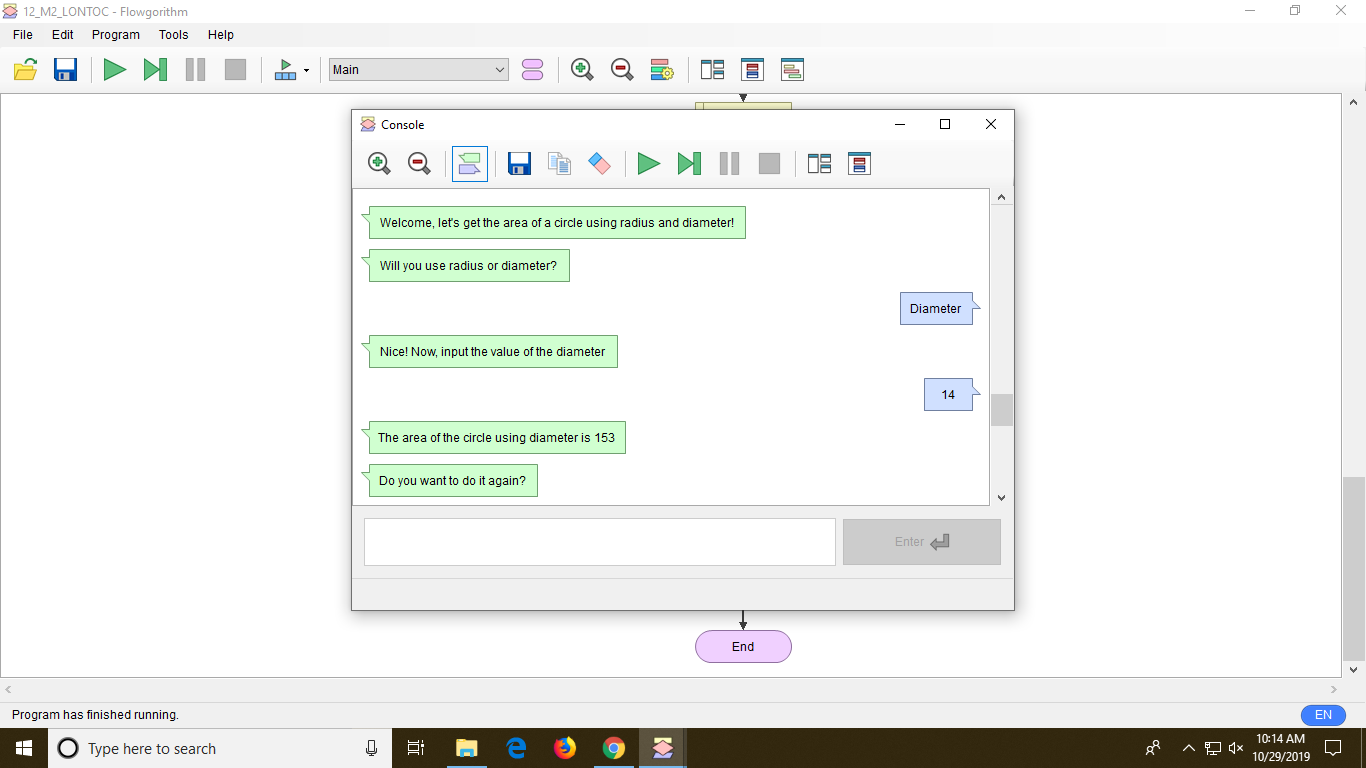 12_M2_LONTOC - Flowgorithm
File Edit Program Tools Help
Main
Console
Welcome, let's get the area of a circle using radius and diameter!
Will you use radius or diameter?
Diameter
Nice! Now, input the value of the diameter
14
The area of the circle using diameter is 153
Do you want to do it again?
Enter
End
Program has finished running.
EN
Type here to search
10:14 AM
10/29/2019